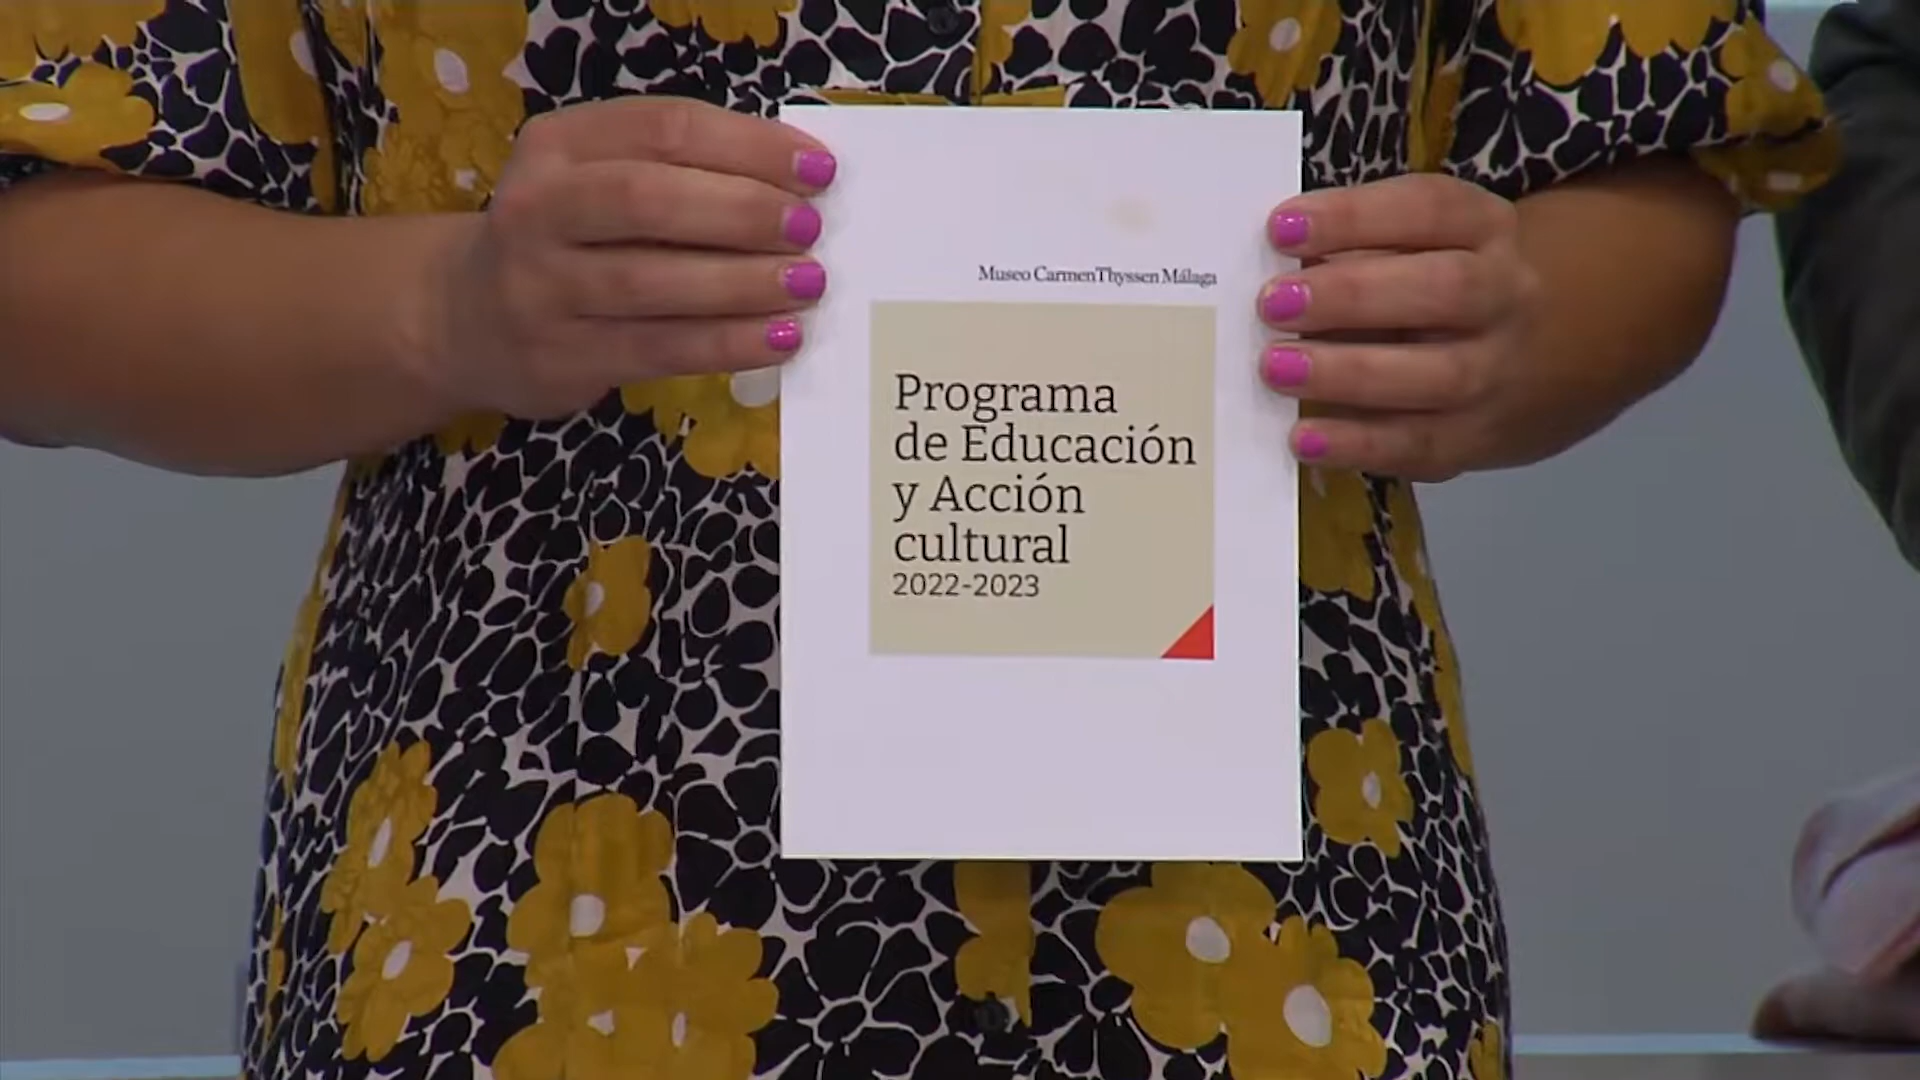 Museo CarmenThyssen Málaga
Programa
de Educación
y Acción
cultural
2022-2023